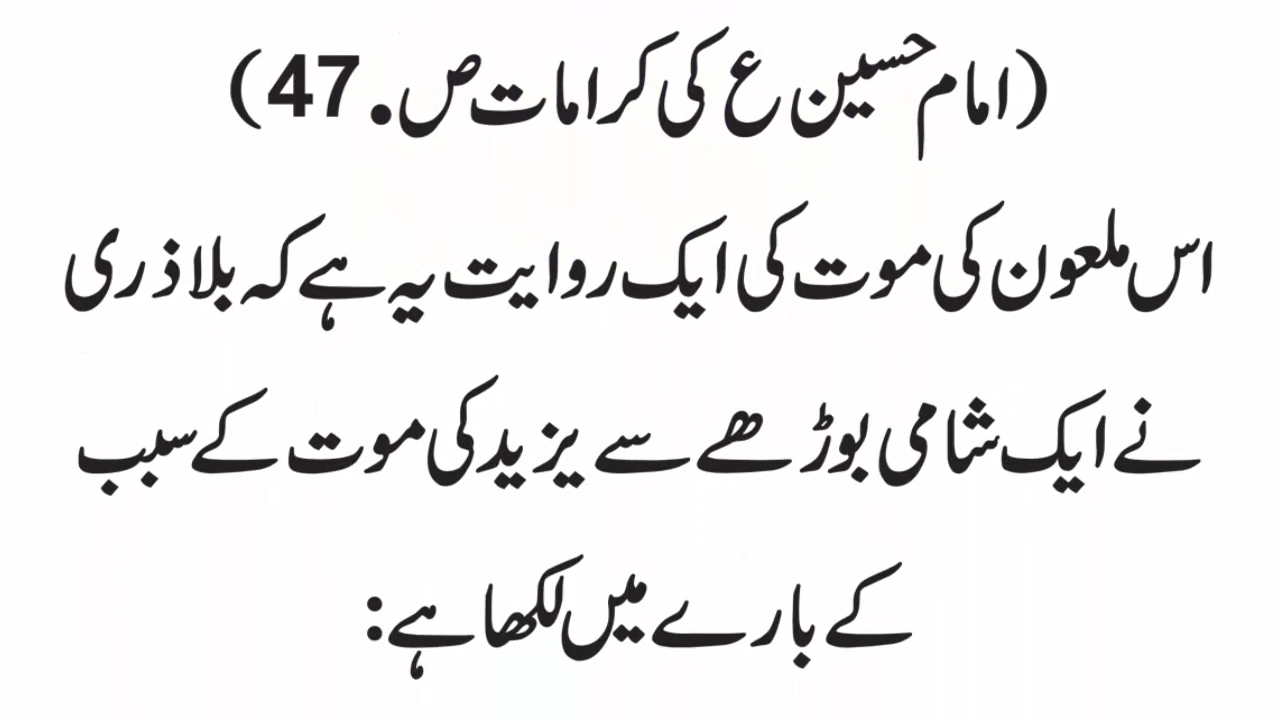 (امام حسین ع کی کرامات ص.47)
اس ملعون کی موت کی ایک روایت یہ ہے کہ بلاذری
نے ایک شامی بوڑھے سے یزید کی موت کے سبب
کے بارے میں لکھا ہے: